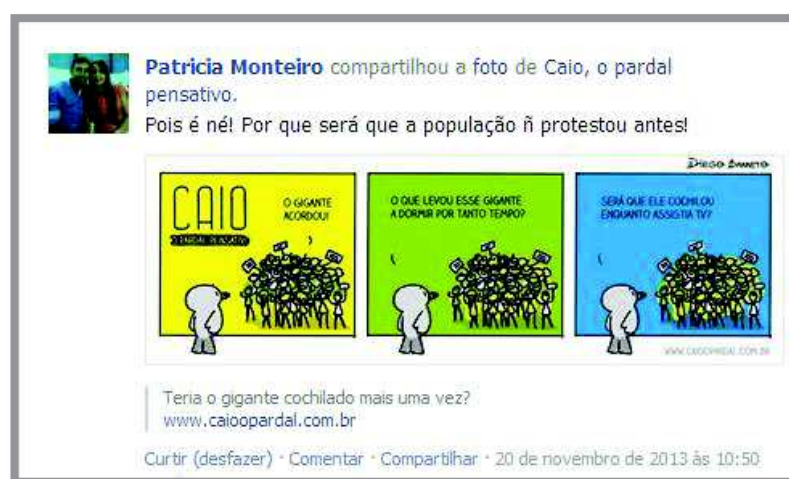 Patricia Monteiro compartilhou a foto de Caio, o pardal
pensativo.
Pois é né! Por que será que a população ñ protestou antes!
DIEGO
CAIO
O PARDAL PENSATIVO
O GIGANTE
ACORDOU!
O QUE LEVOU ESSE GIGANTE
A DORMIR POR TANTO TEMPO?
SERÁ QUE ELE COCHILOU
ENQUANTO ASSISTIA TV?
WWW.CAIOOPARDAL.COM.BR
Teria o gigante cochilado mais uma vez?
www.caioopardal.com.br
Curtir (desfazer) · Comentar · Compartilhar · 20 de novembro de 2013 às 10:50